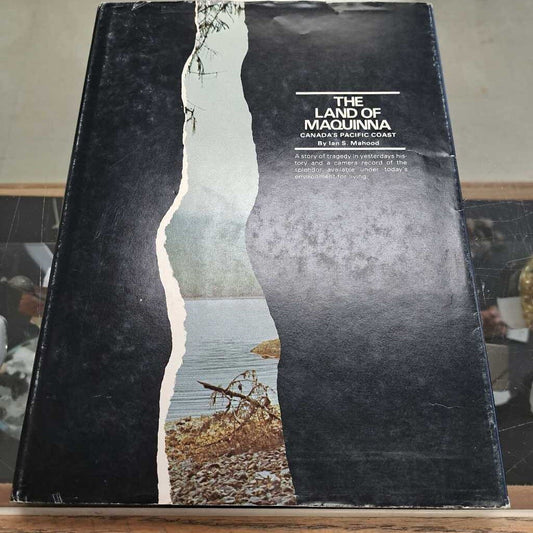 THE
LAND OF
MAQUINNA
CANADA'S PACIFIC COAST
By Ian S. Mahood
A story of tragedy in yesterdays his-
tory and a camera record of the
splendor available under today's
environment for living.